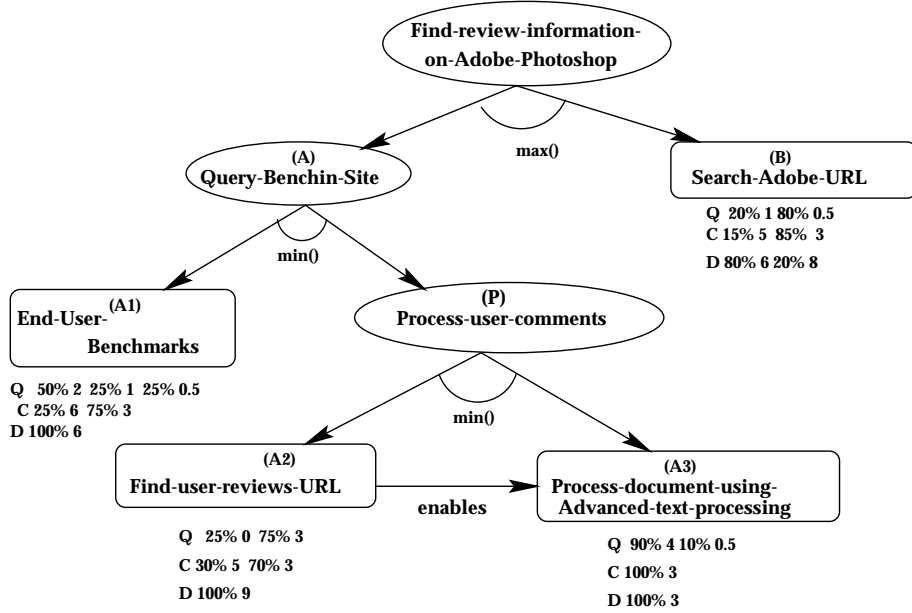 Find-review-information-
on-Adobe-Photoshop
max()
(A)
Query-Benchin-Site
(B)
Search-Adobe-URL
Q 20% 1 80% 0.5
C 15% 5 85% 3
D 80% 6 20% 8
min()
(A1)
End-User-
Benchmarks
Q 50% 2 25% 1 25% 0.5
C 25% 6 75% 3
D 100% 6
(P)
Process-user-comments
min()
(A2)
Find-user-reviews-URL
enables
(A3)
Process-document-using-
Advanced-text-processing
Q 25% 0 75% 3
C 30% 5 70% 3
D 100% 9
Q 90% 4 10% 0.5
C 100% 3
D 100% 3